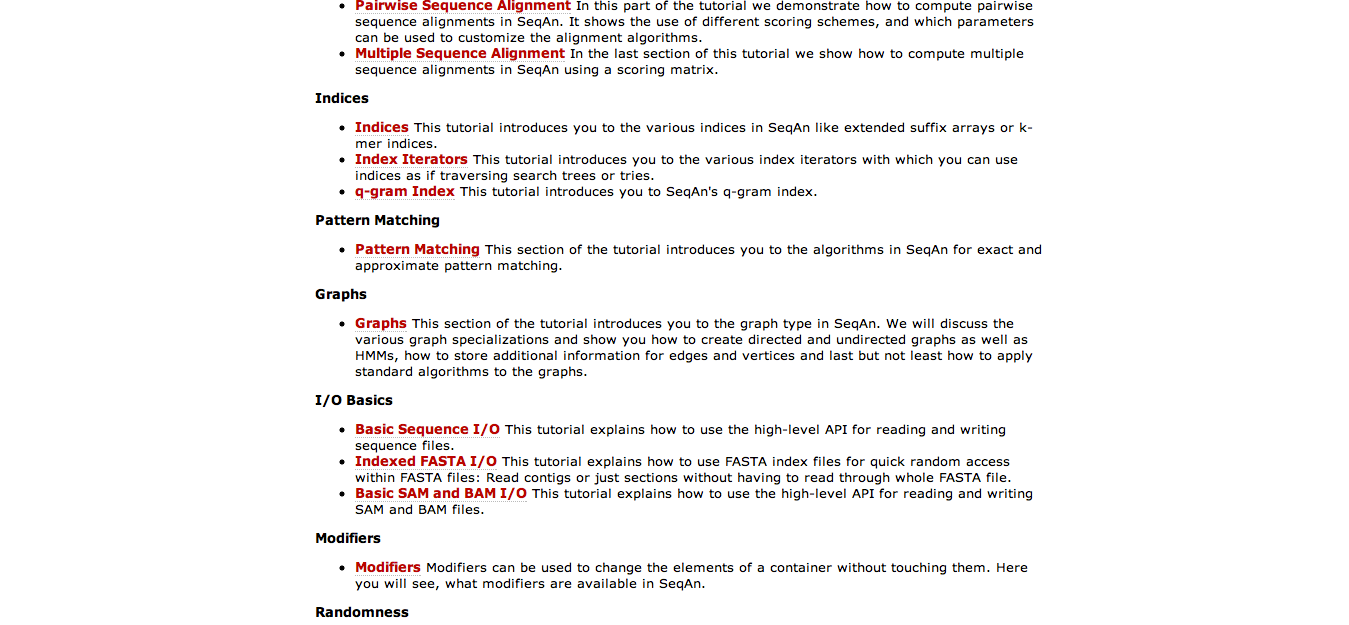 Pairwise Sequence Alignment In this part of the tutorial we demonstrate how to compute pairwise
sequence alignments in SeqAn. It shows the use of different scoring schemes, and which parameters
can be used to customize the alignment algorithms.
Multiple Sequence Alignment In the last section of this tutorial we show how to compute multiple
sequence alignments in SeqAn using a scoring matrix.
Indices
Indices This tutorial introduces you to the various indices in SeqAn like extended suffix arrays or k-
mer indices.
Index Iterators This tutorial introduces you to the various index iterators with which you can use
indices as if traversing search trees or tries.
q-gram Index This tutorial introduces you to SeqAn's q-gram index.
Pattern Matching
Pattern Matching This section of the tutorial introduces you to the algorithms in SeqAn for exact and
approximate pattern matching.
Graphs
Graphs This section of the tutorial introduces you to the graph type in SeqAn. We will discuss the
various graph specializations and show you how to create directed and undirected graphs as well as
HMMs, how to store additional information for edges and vertices and last but not least how to apply
standard algorithms to the graphs.
I/O Basics
Basic Sequence I/O This tutorial explains how to use the high-level API for reading and writing
sequence files.
Indexed FASTA I/O This tutorial explains how to use FASTA index files for quick random access
within FASTA files: Read contigs or just sections without having to read through whole FASTA file.
Basic SAM and BAM I/O This tutorial explains how to use the high-level API for reading and writing
SAM and BAM files.
Modifiers
Modifiers Modifiers can be used to change the elements of a container without touching them. Here
you will see, what modifiers are available in SeqAn.
Randomness